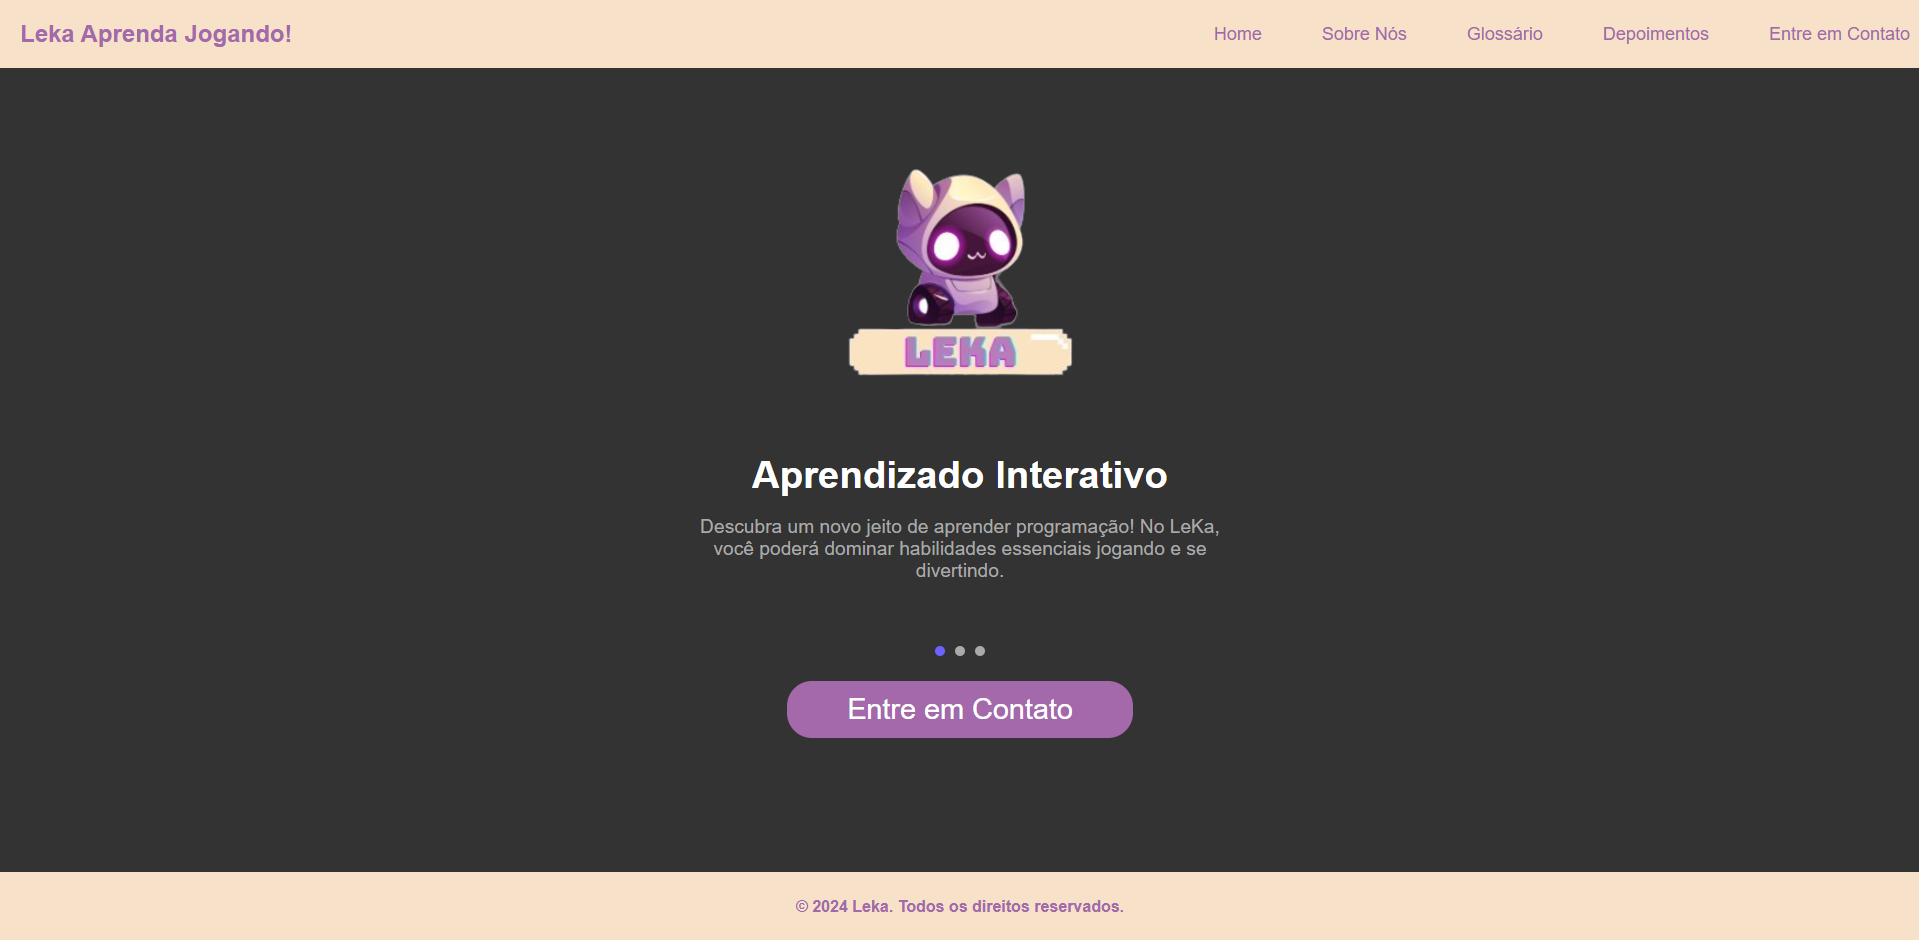 Leka Aprenda Jogando!
Home Sobre Nós Glossário Depoimentos Entre em Contato
LEKA
Aprendizado Interativo
Descubra um novo jeito de aprender programação! No LeKa,
você poderá dominar habilidades essenciais jogando e se
divertindo.
Entre em Contato
© 2024 Leka. Todos os direitos reservados.